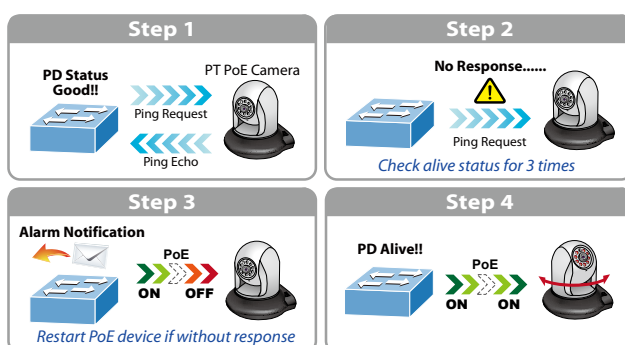 Step 1
PD Status
Good!!
PT PoE Camera
Ping Request
Ping Echo
Step 2
No Response......
Ping Request
Check alive status for 3 times
Step 3
Alarm Notification
PoE
ON OFF
Restart PoE device if without response
Step 4
PD Alive!!
PoE
ON ON